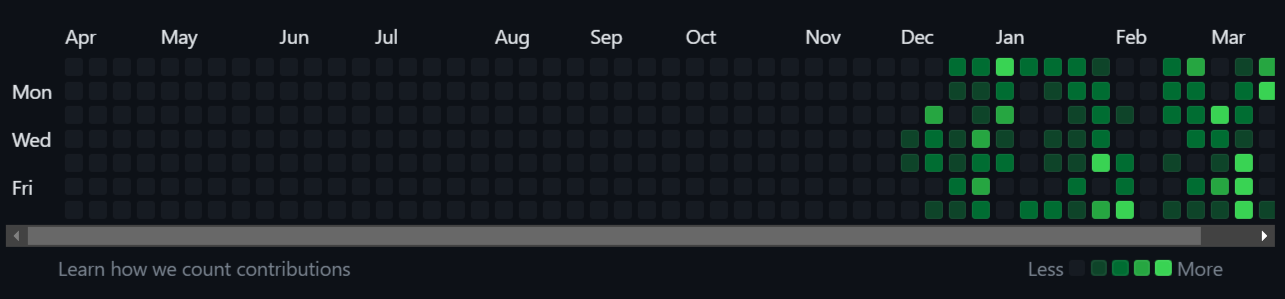 Apr May Jun Jul Aug Sep Oct Nov Dec Jan Feb Mar
Mon
Wed
Fri
Learn how we count contributions
Less More